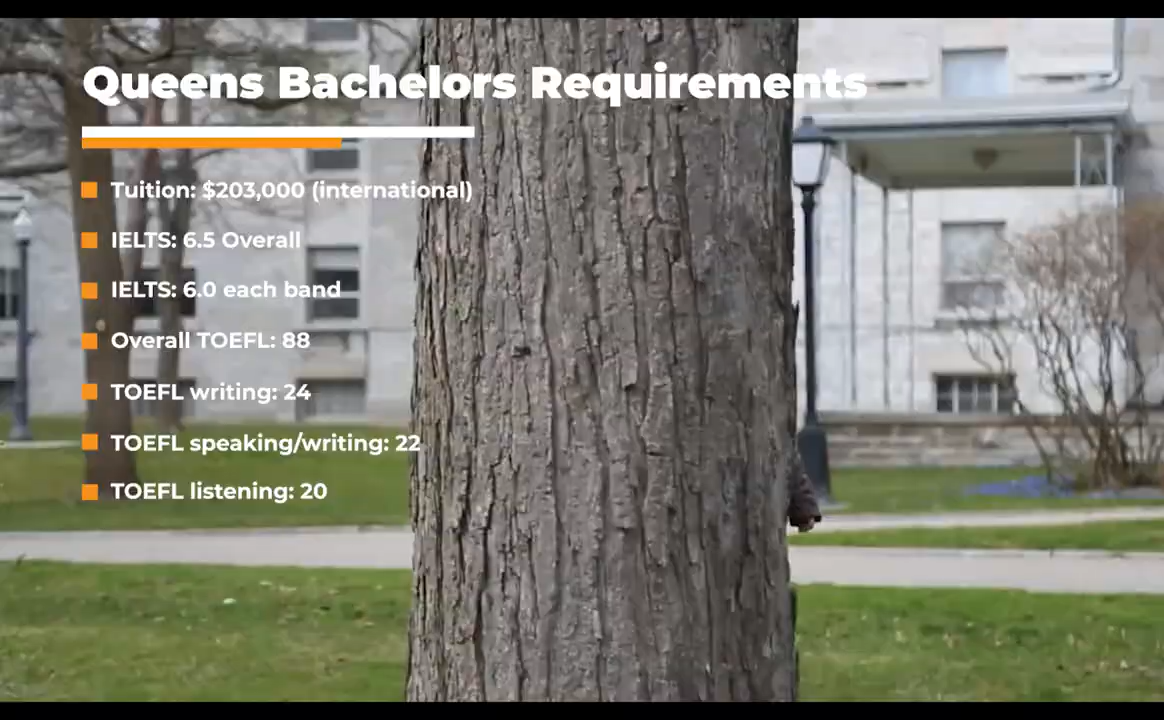 Queens Bachelors Requirements
Tuition: $203,000 (international)
IELTS: 6.5 Overall
IELTS: 6.0 each band
Overall TOEFL: 88
TOEFL writing: 24
TOEFL speaking/writing: 22
TOEFL listening: 20